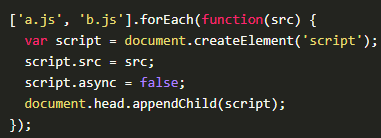 ['a.js', 'b.js'].forEach(function(src) {
  var script = document.createElement('script');
  script.src = src;
  script.async = false;
  document.head.appendChild(script);
});